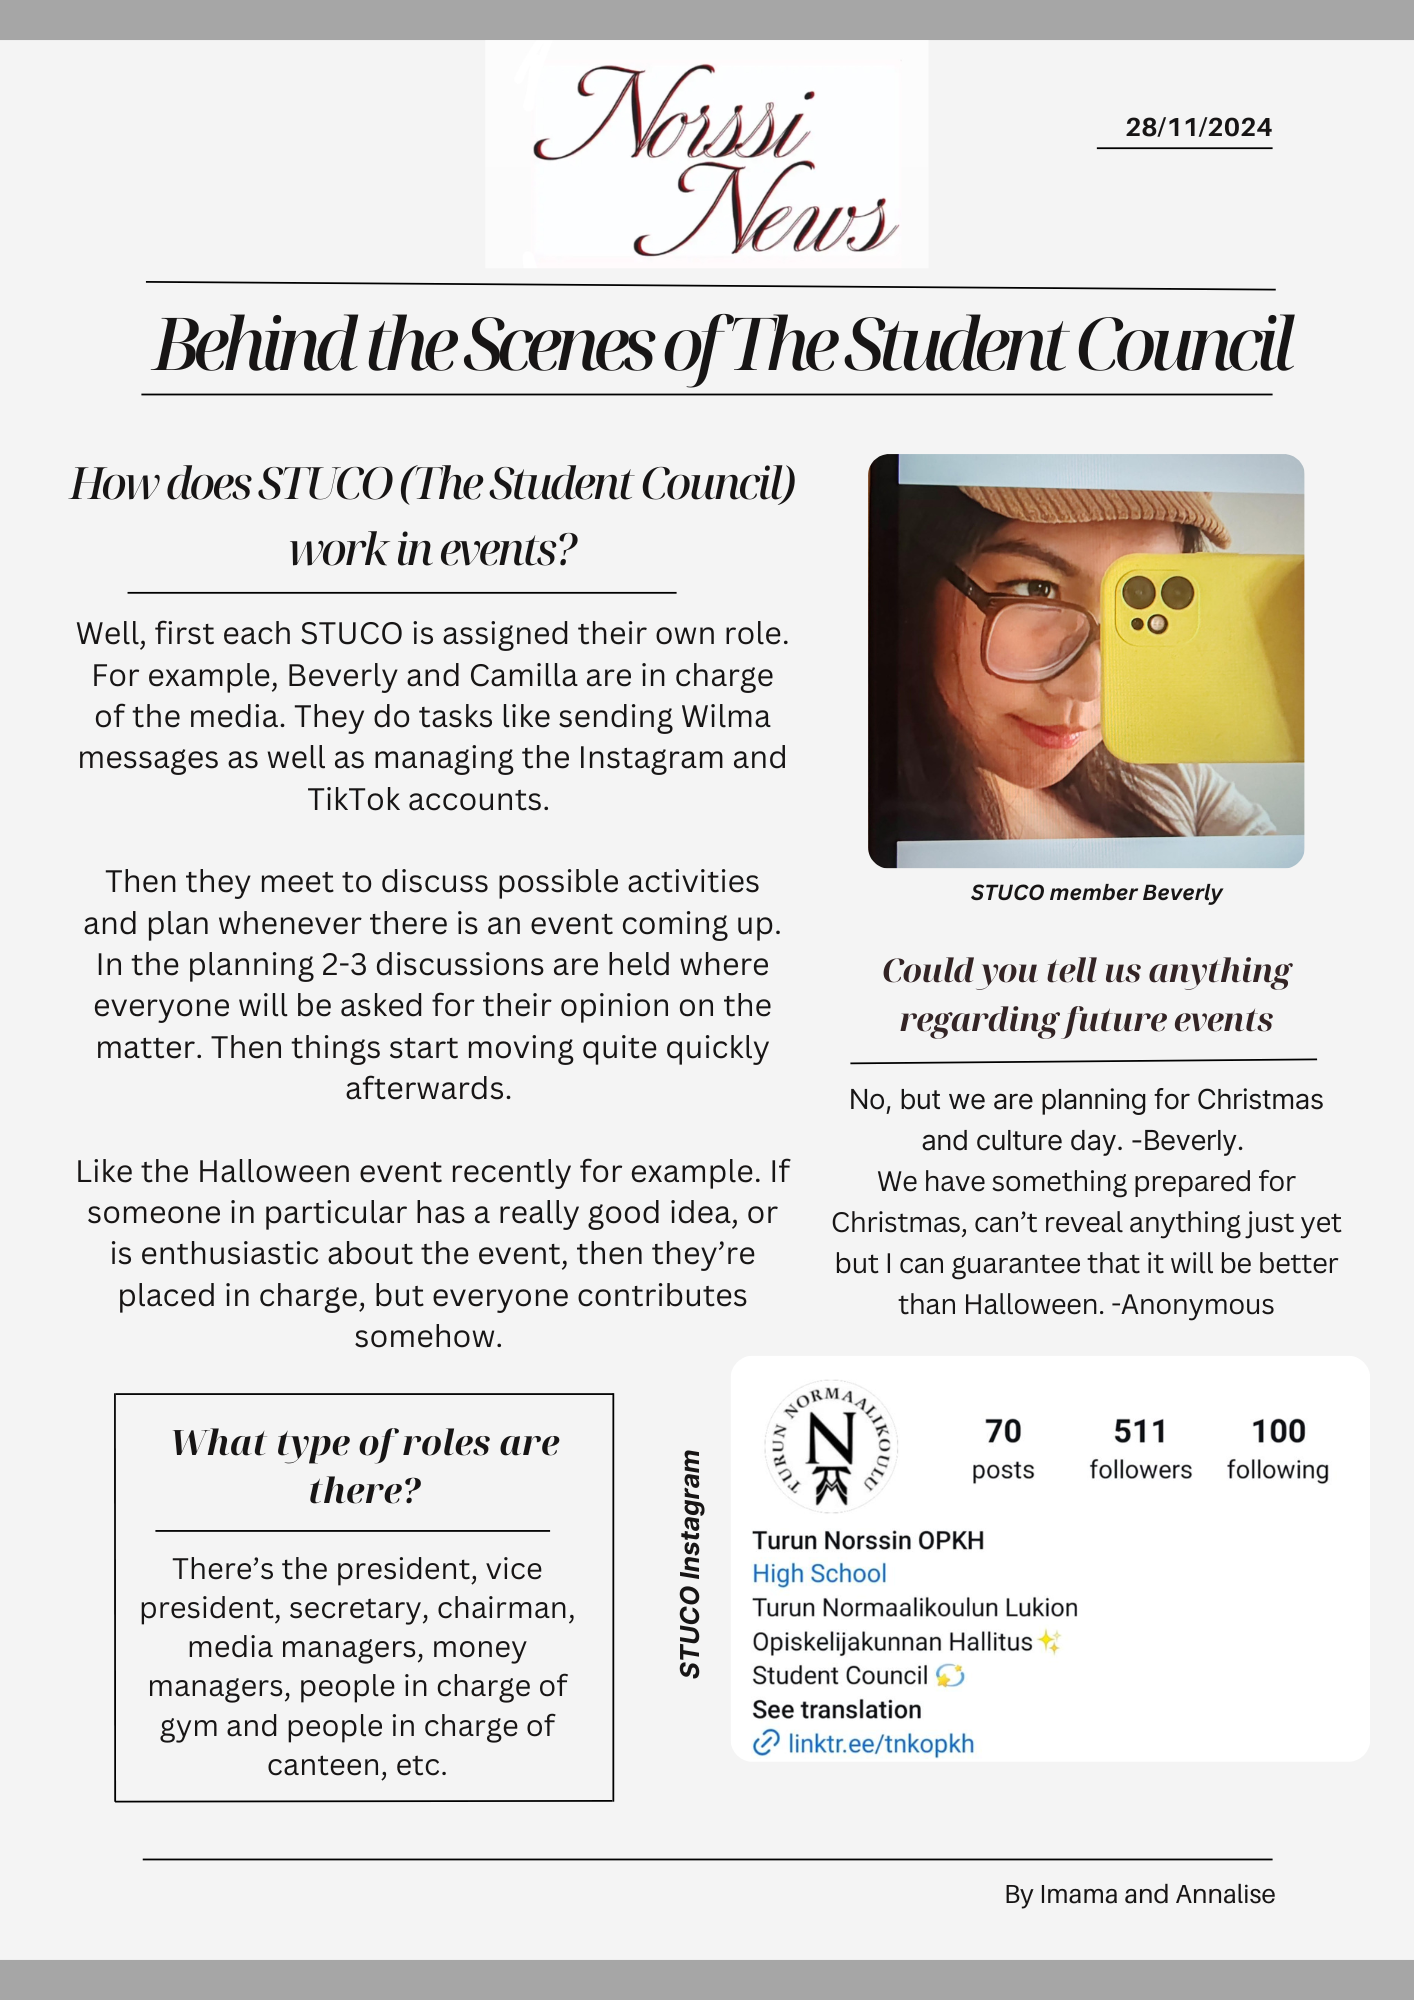 Norssi
News
28/11/2024
Behind the Scenes of The Student Council
How does STUCO (The Student Council)
work in events?
Well, first each STUCO is assigned their own role.
For example, Beverly and Camilla are in charge
of the media. They do tasks like sending Wilma
messages as well as managing the Instagram and
TikTok accounts.
Then they meet to discuss possible activities
and plan whenever there is an event coming up.
In the planning 2-3 discussions are held where
everyone will be asked for their opinion on the
matter. Then things start moving quite quickly
afterwards.
Like the Halloween event recently for example. If
someone in particular has a really good idea, or
is enthusiastic about the event, then they’re
placed in charge, but everyone contributes
somehow.
STUCO member Beverly
Could you tell us anything
regarding future events
No, but we are planning for Christmas
and culture day. -Beverly.
We have something prepared for
Christmas, can’t reveal anything just yet
but I can guarantee that it will be better
than Halloween. -Anonymous
What type of roles are
there?
There’s the president, vice
president, secretary, chairman,
media managers, money
managers, people in charge of
gym and people in charge of
canteen, etc.
STUCO Instagram
TURUN NORMAALIKOULU
N
70 511 100
posts followers following
Turun Norssin OPKH
High School
Turun Normaalikoulun Lukion
Opiskelijakunnan Hallitus✨
Student Council 💫
See translation
linktr.ee/tnkopkh
By Imama and Annalise